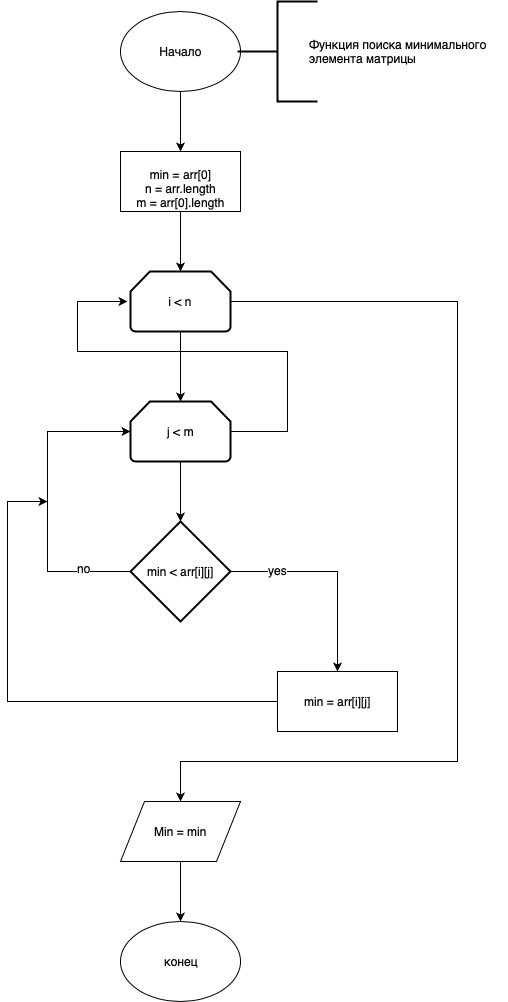 Начало
Функция поиска минимального
элемента матрицы
min = arr[0]
n = arr.length
m = arr[0].length
i < n
j < m
min < arr[i][j]
no
yes
min = arr[i][j]
Min = min
конец